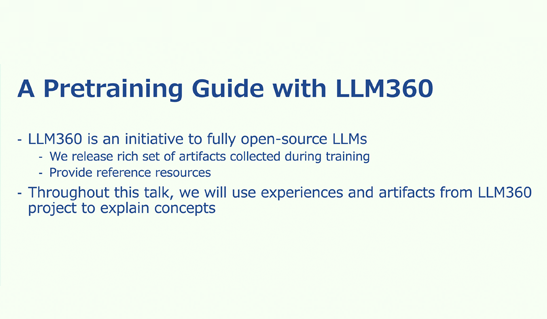 A Pretraining Guide with LLM360
- LLM360 is an initiative to fully open-source LLMs
- We release rich set of artifacts collected during training
- Provide reference resources
- Throughout this talk, we will use experiences and artifacts from LLM360
project to explain concepts